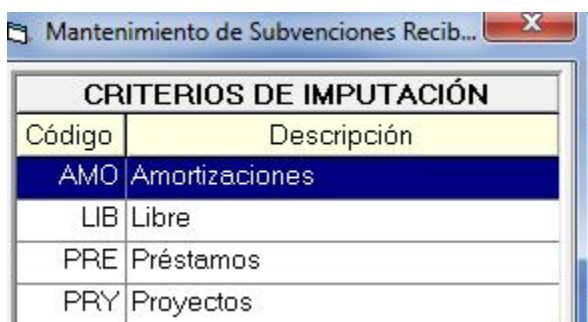 Mantenimiento de Subvenciones Recib...
CRITERIOS DE IMPUTACIÓN
Código Descripción
AMO Amortizaciones
LIB Libre
PRE Préstamos
PRY Proyectos